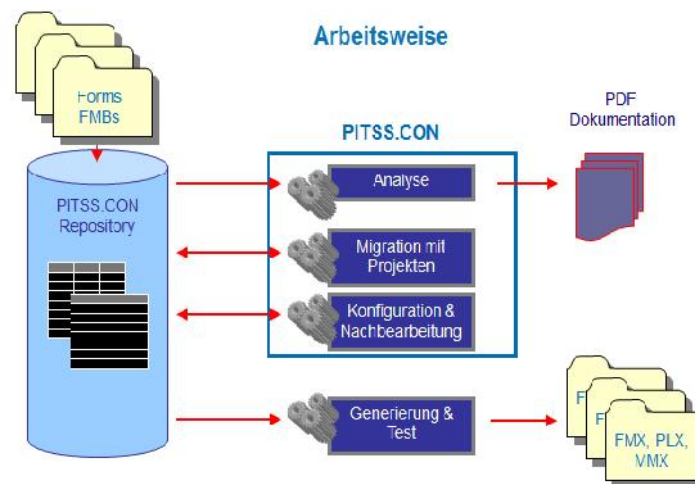 Arbeitsweise
Forms
FMBs
PDF
Dokumentation
PITSS.CON
PITSS.CON
Repository
Analyse
Migration mit
Projekten
Konfiguration &
Nachbearbeitung
Generierung &
Test
F
F
FMX, PLX,
MMX